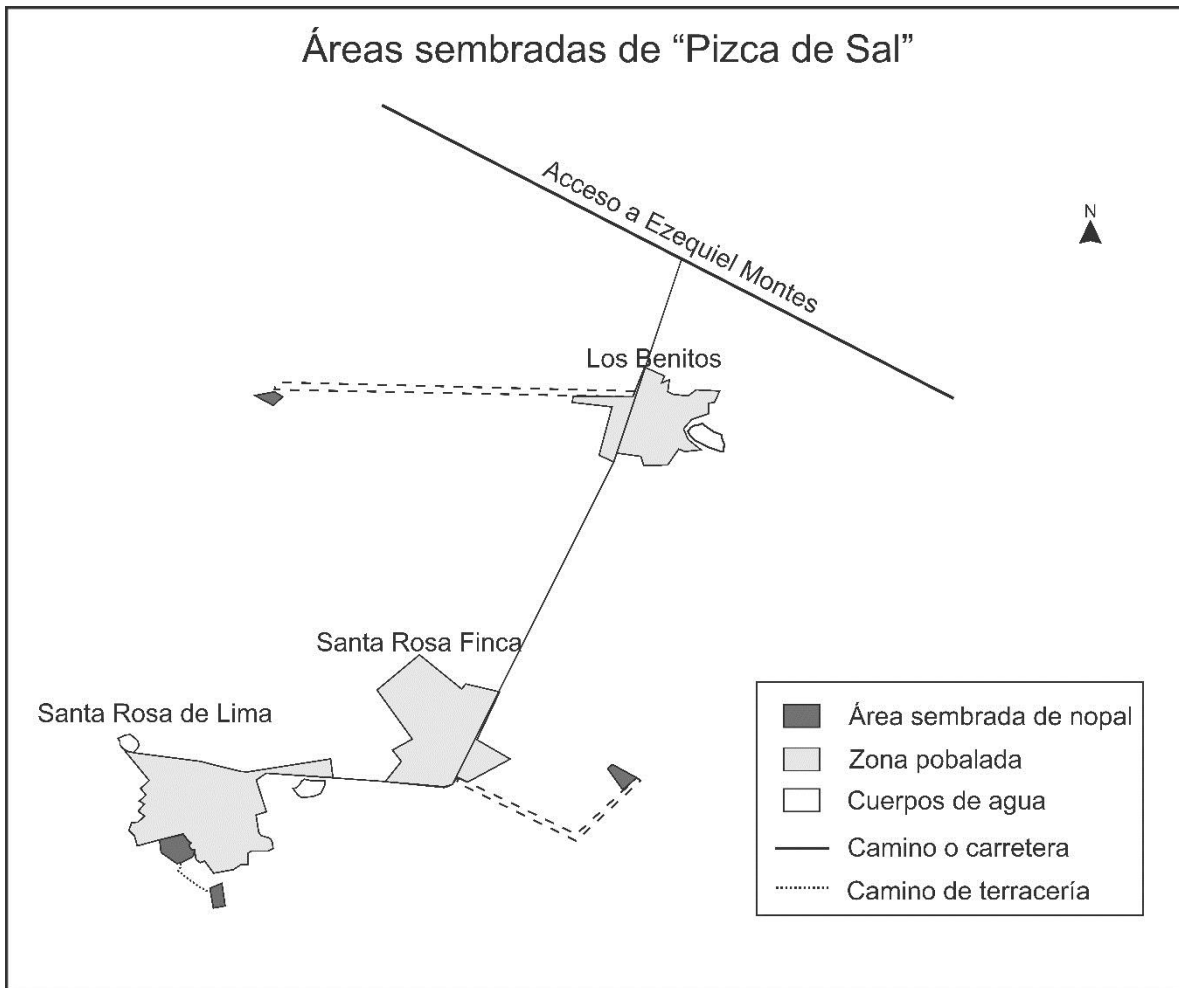 Áreas sembradas de “Pizca de Sal”
Acceso a Ezequiel Montes
N
Los Benitos
Santa Rosa Finca
Santa Rosa de Lima
Área sembrada de nopal
Zona pobalada
Cuerpos de agua
Camino o carretera
Camino de terracería